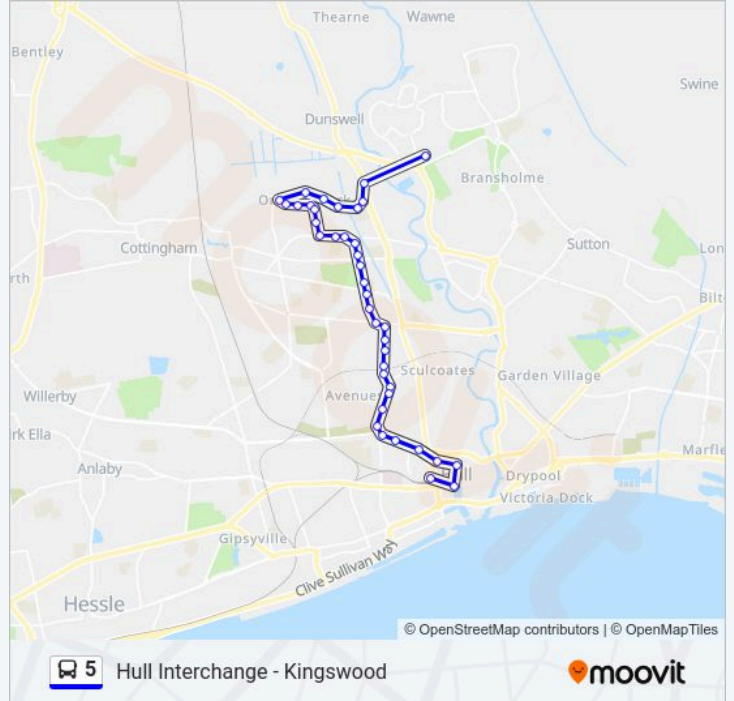 Thearne
Wawne
Bentley
Swine
Dunswell
Bransholme
Cottingham
Sutton
Lon
rth
Bilt
Sculcoates
Garden Village
Willerby
Avenue
rk Ella
Marfle
Anlaby
Drypool
Victoria Dock
Gipsyville
Clive Sullivan Way
Hessle
© OpenStreetMap contributors | © OpenMapTiles
5 Hull Interchange - Kingswood
moovit